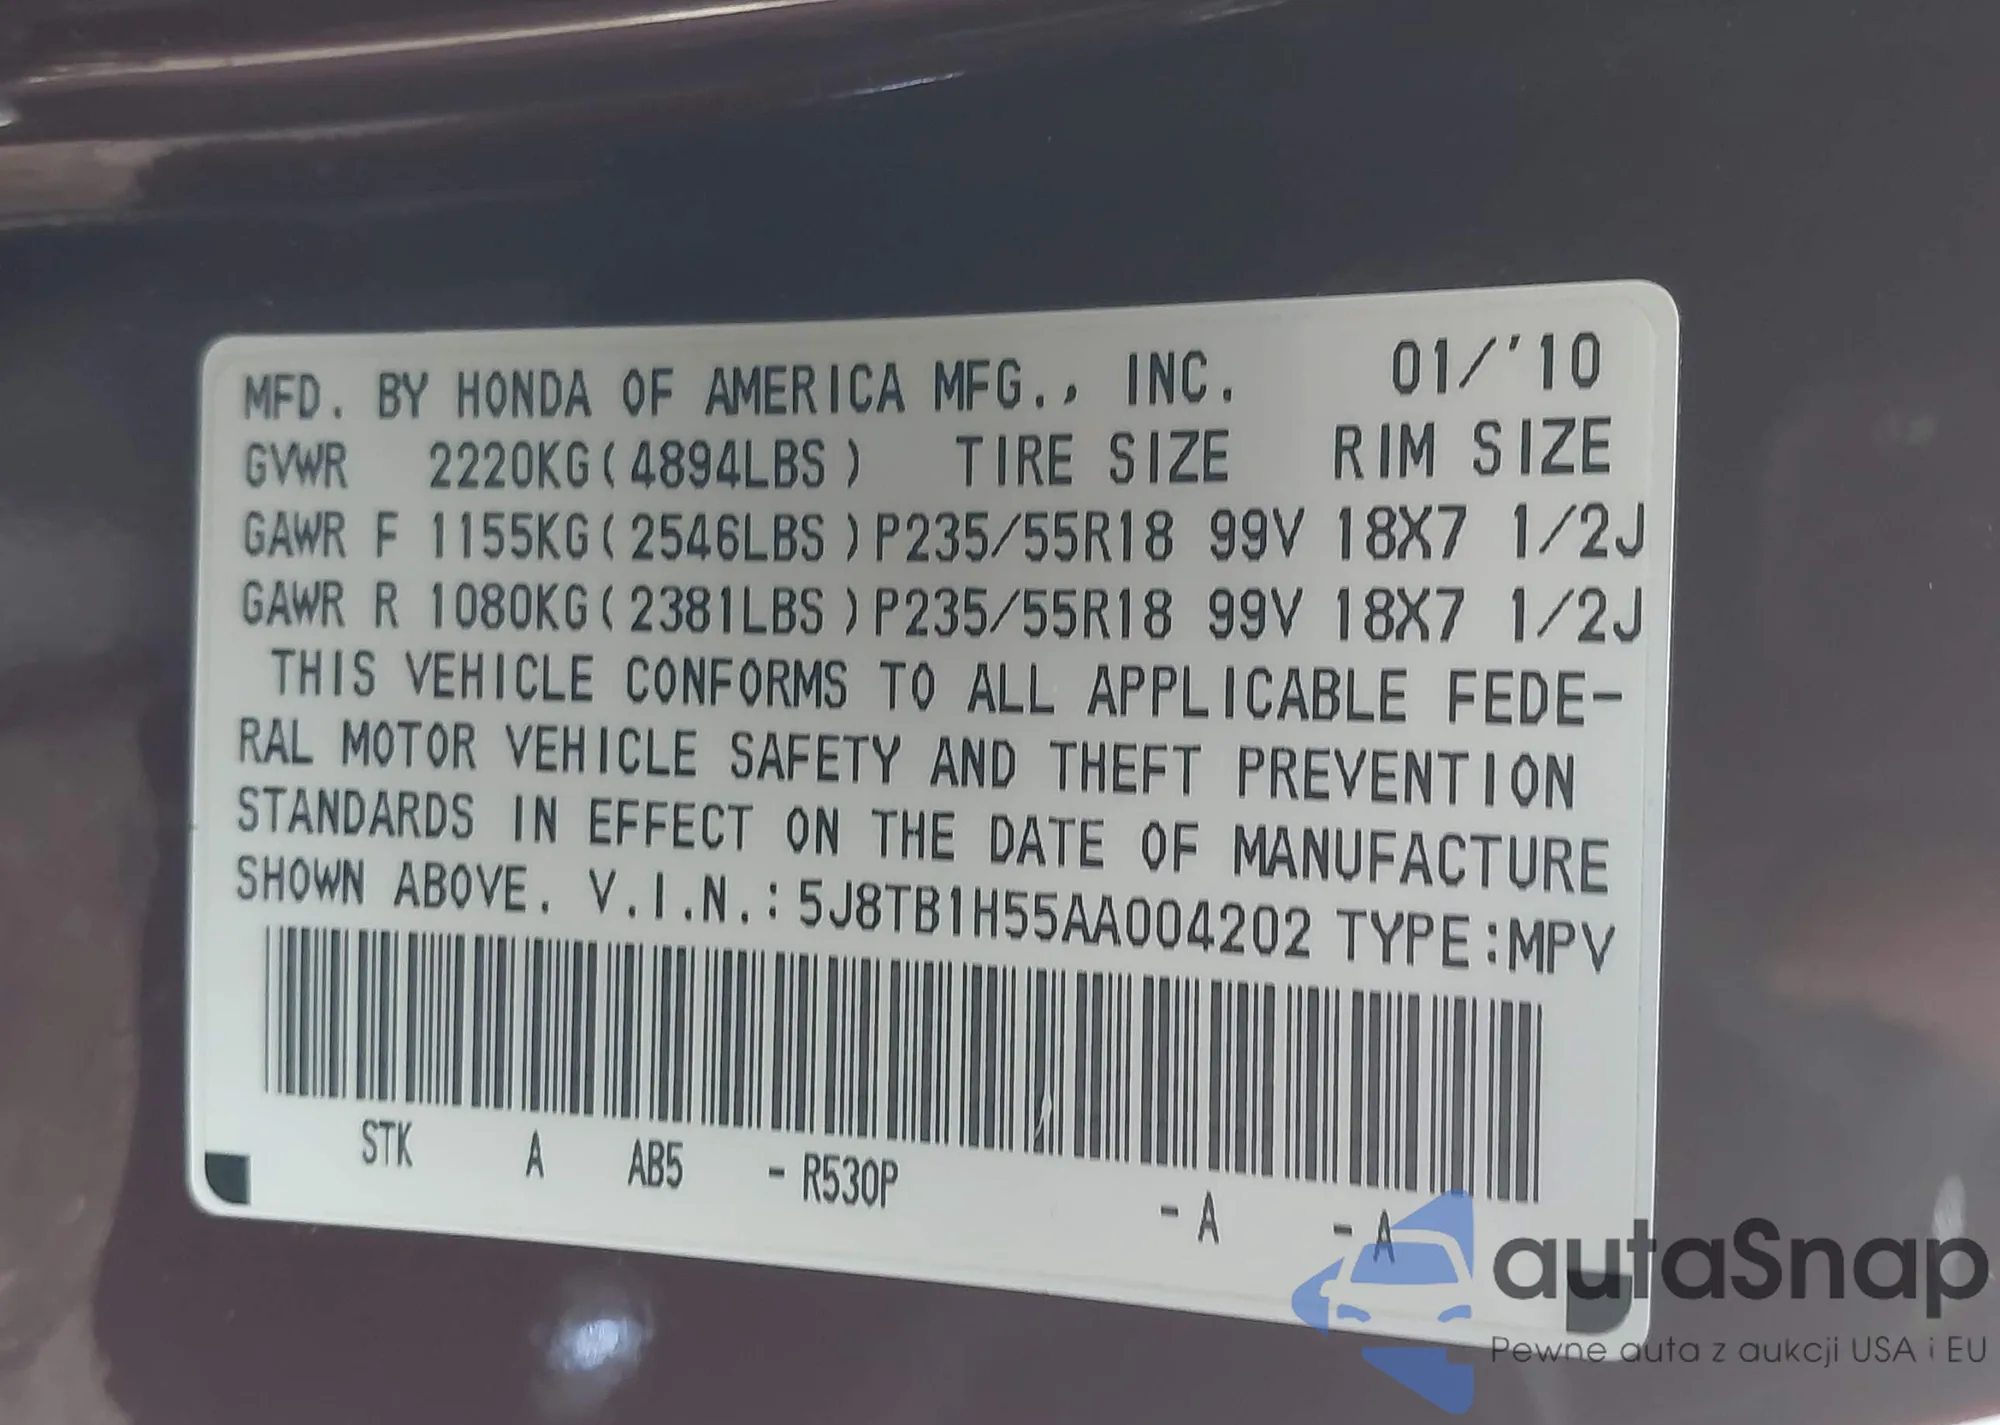 MFD. BY HONDA OF AMERICA MFG., INC. 01/'10
GVWR 2220KG(4894LBS) TIRE SIZE RIM SIZE
GAWR F 1155KG(2546LBS)P235/55R18 99V 18X7 1/2J
GAWR R 1080KG(2381LBS)P235/55R18 99V 18X7 1/2J
THIS VEHICLE CONFORMS TO ALL APPLICABLE FEDE-
RAL MOTOR VEHICLE SAFETY AND THEFT PREVENTION
STANDARDS IN EFFECT ON THE DATE OF MANUFACTURE
SHOWN ABOVE. V.I.N.:5J8TB1H55AA004202 TYPE:MPV
STK A AB5 -R530P -A -A
autaSnap
Pewne auta z aukcji USA i EU